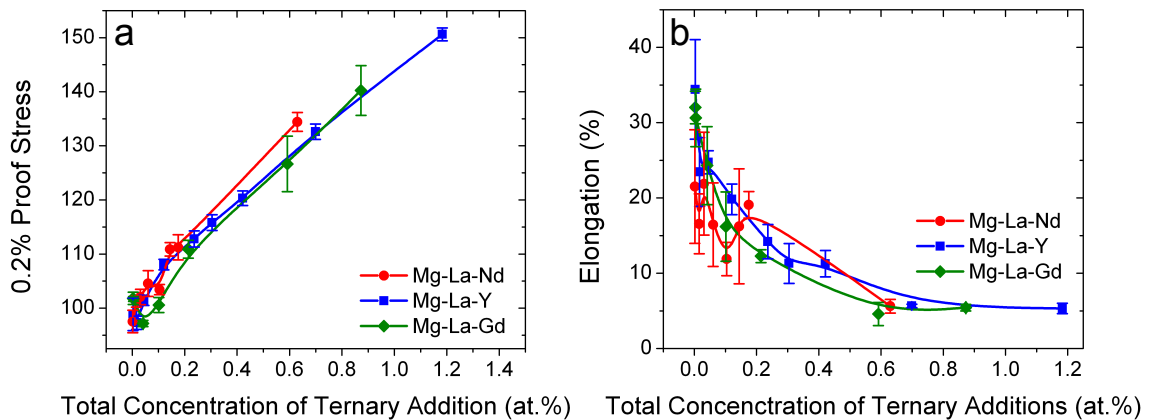 a
150
140
130
120
110
100
0.2% Proof Stress
Mg-La-Nd
Mg-La-Y
Mg-La-Gd
0.0 0.2 0.4 0.6 0.8 1.0 1.2 1.4
Total Concentration of Ternary Addition (at.%)
b
40
30
20
10
0
Elongation (%)
Mg-La-Nd
Mg-La-Y
Mg-La-Gd
0.0 0.2 0.4 0.6 0.8 1.0 1.2
Total Concenctration of Ternary Additions (at.%)